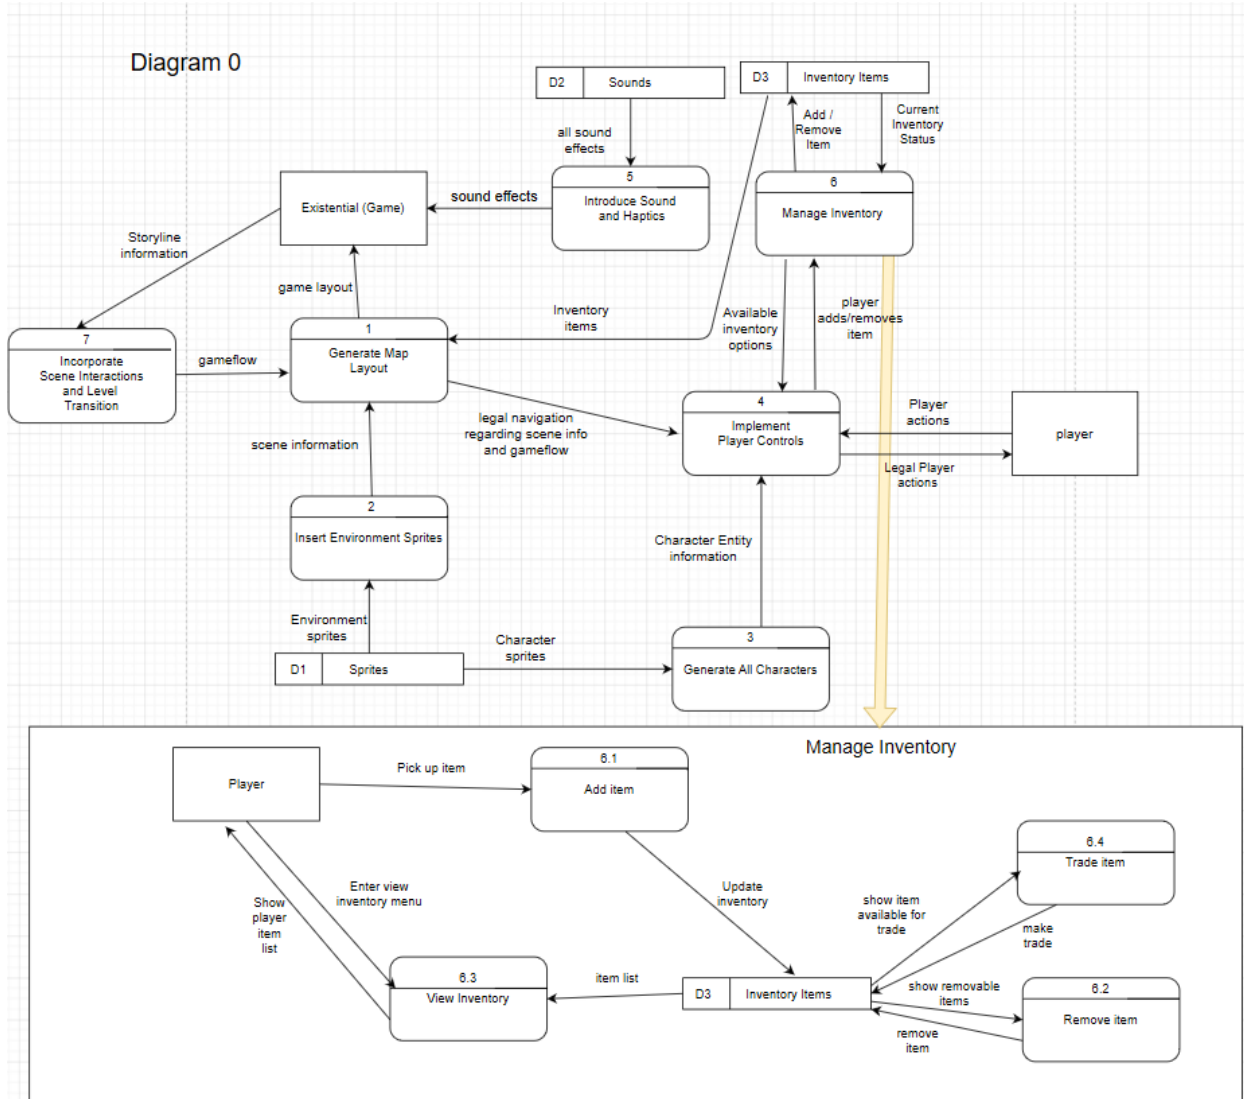 Diagram 0
D2
Sounds
D3
Inventory Items
all sound
effects
Add /
Remove
Item
Current
Inventory
Status
5
Introduce Sound
and Haptics
6
Manage Inventory
Existential (Game)
sound effects
Storyline
information
game layout
Inventory
items
Available
inventory
options
player
adds/removes
item
7
Incorporate
Scene Interactions
and Level
Transition
gameflow
1
Generate Map
Layout
legal navigation
regarding scene info
and gameflow
4
Implement
Player Controls
Player
actions
Legal Player
actions
player
scene information
2
Insert Environment Sprites
Character Entity
information
Environment
sprites
Character
sprites
D1
Sprites
3
Generate All Characters
Manage Inventory
Player
Pick up item
6.1
Add item
6.4
Trade item
Enter view
inventory menu
Show
player
item
list
Update
inventory
show item
available for
trade
make
trade
6.3
View Inventory
item list
D3
Inventory Items
show removable
items
remove
item
6.2
Remove item